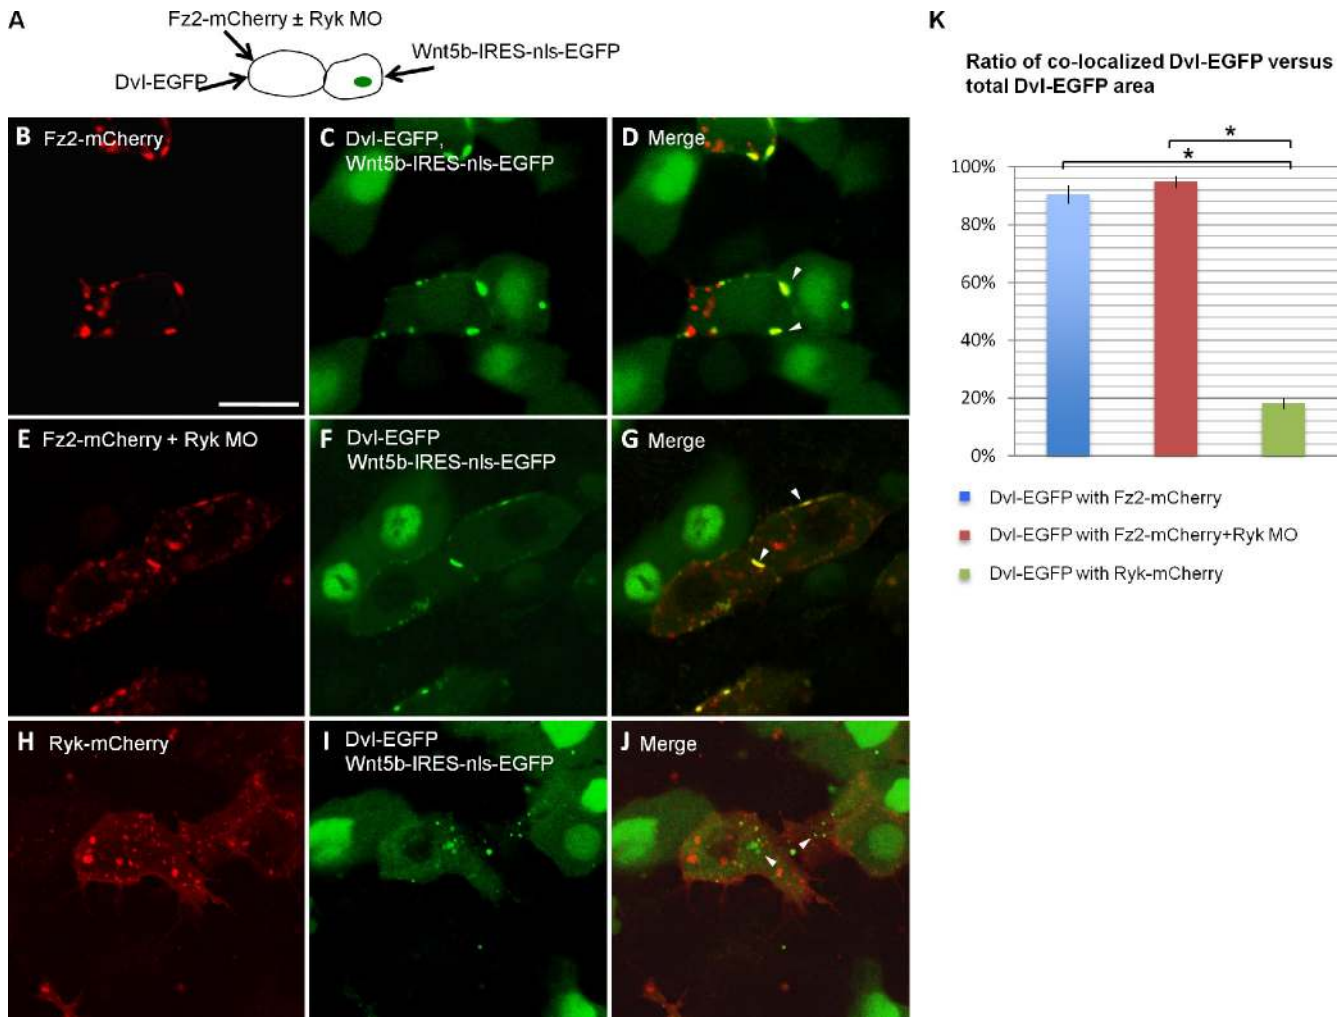 A
Fz2-mCherry ± Ryk MO
Wnt5b-IRES-nls-EGFP
Dvl-EGFP
B Fz2-mCherry
C Dvl-EGFP,
Wnt5b-IRES-nls-EGFP
D Merge
E Fz2-mCherry + Ryk MO
F Dvl-EGFP
Wnt5b-IRES-nls-EGFP
G Merge
H Ryk-mCherry
I Dvl-EGFP
Wnt5b-IRES-nls-EGFP
J Merge
K
Ratio of co-localized Dvl-EGFP versus
total Dvl-EGFP area
*
*
100%
80%
60%
40%
20%
0%
Dvl-EGFP with Fz2-mCherry
Dvl-EGFP with Fz2-mCherry+Ryk MO
Dvl-EGFP with Ryk-mCherry